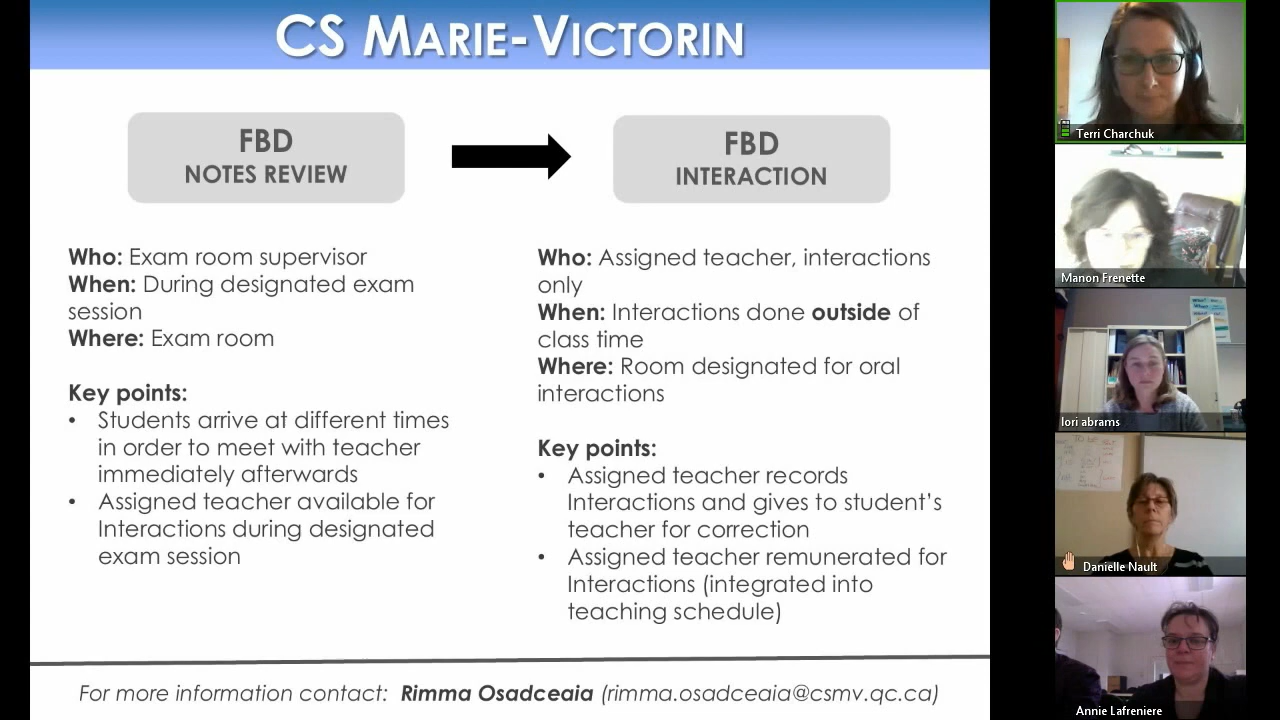 CS MARIE-VICTORIN
FBD
NOTES REVIEW
FBD
INTERACTION
Who: Exam room supervisor
When: During designated exam
session
Where: Exam room
Key points:
• Students arrive at different times
in order to meet with teacher
immediately afterwards
• Assigned teacher available for
Interactions during designated
exam session
Who: Assigned teacher, interactions
only
When: Interactions done outside of
class time
Where: Room designated for oral
interactions
Key points:
• Assigned teacher records
Interactions and gives to student’s
teacher for correction
• Assigned teacher remunerated for
Interactions (integrated into
teaching schedule)
For more information contact: Rimma Osadceaia (rimma.osadceaia@csmv.qc.ca)
Terri Charchuk
Manon Frenette
lori abrams
Danielle Nault
Annie Lafreniere